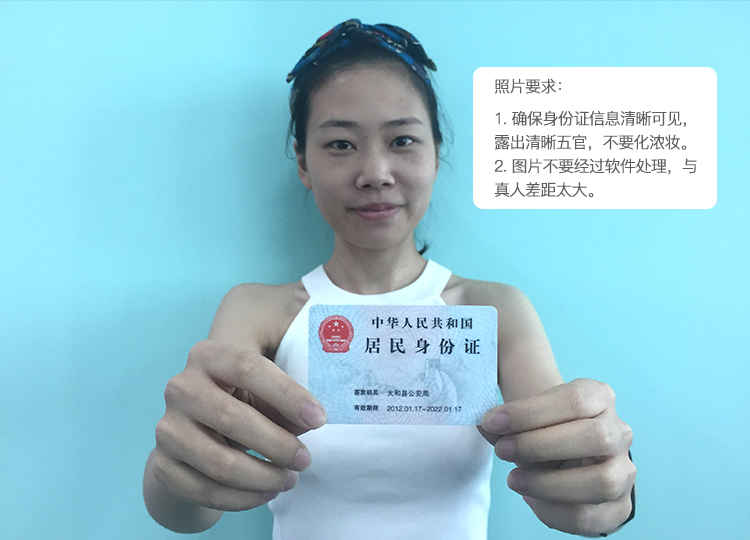 照片要求：
1. 确保身份证信息清晰可见，
露出清晰五官，不要化浓妆。
2. 图片不要经过软件处理，与
真人差距太大。
中华人民共和国
居民身份证
签发机关 太和县公安局
有效期限 2012.01.17-2022.01.17